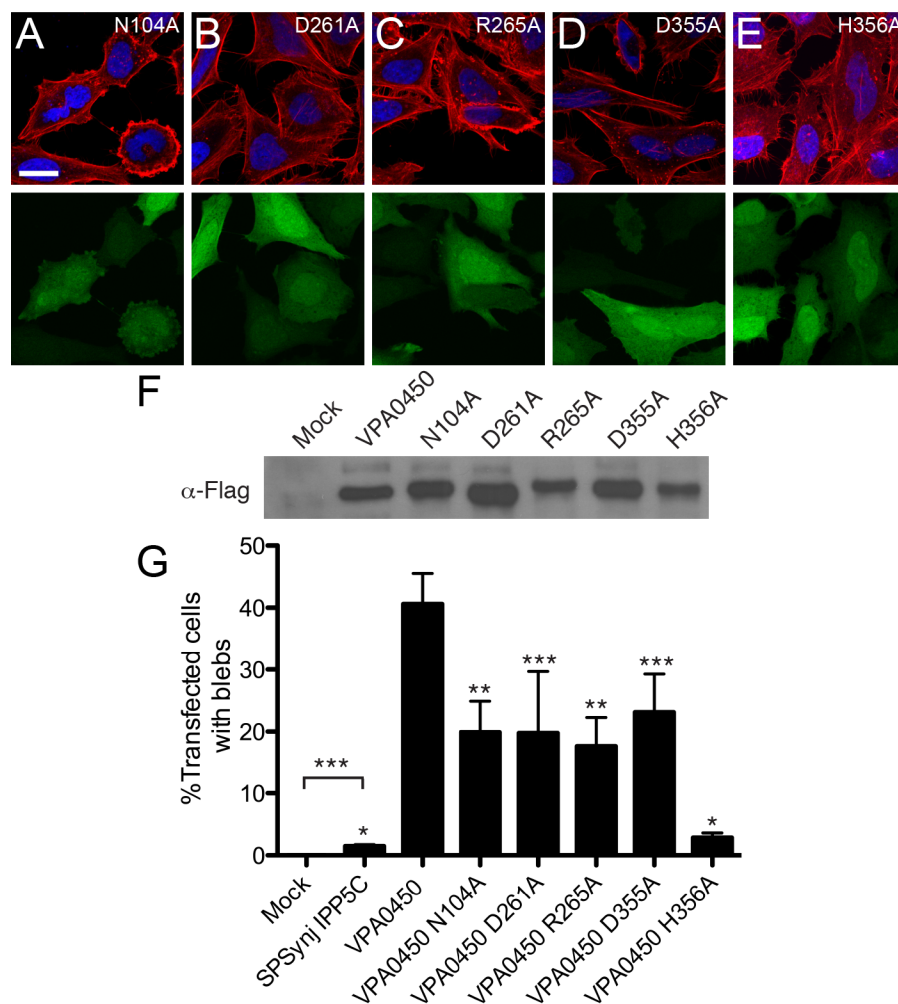 A N104A
B D261A
C R265A
D D355A
E H356A
F
Mock
VPA0450
N104A
D261A
R265A
D355A
H356A
α-Flag
G
%Transfected cells
with blebs
50
40
30
20
10
0
***
*
**
***
**
***
*
Mock
SPSynj IPP5C
VPA0450
VPA0450 N104A
VPA0450 D261A
VPA0450 R265A
VPA0450 D355A
VPA0450 H356A